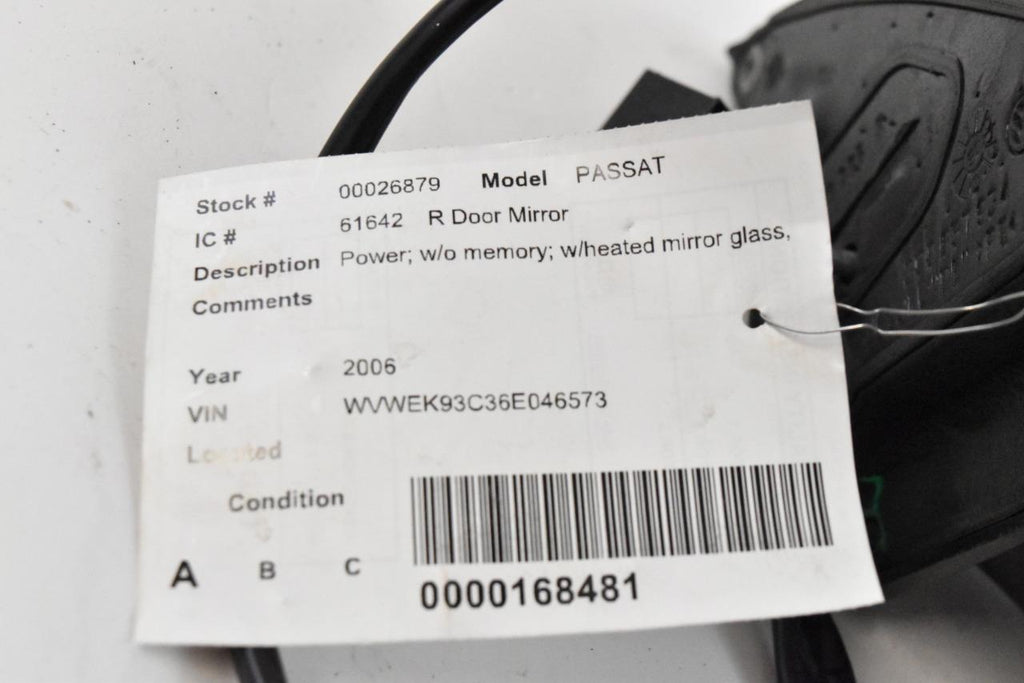 Stock # 00026879 Model PASSAT
IC # 61642 R Door Mirror
Description Power; w/o memory; w/heated mirror glass,
Comments
Year 2006
VIN WVWEK93C36E046573
Located
Condition
A B C
0000168481